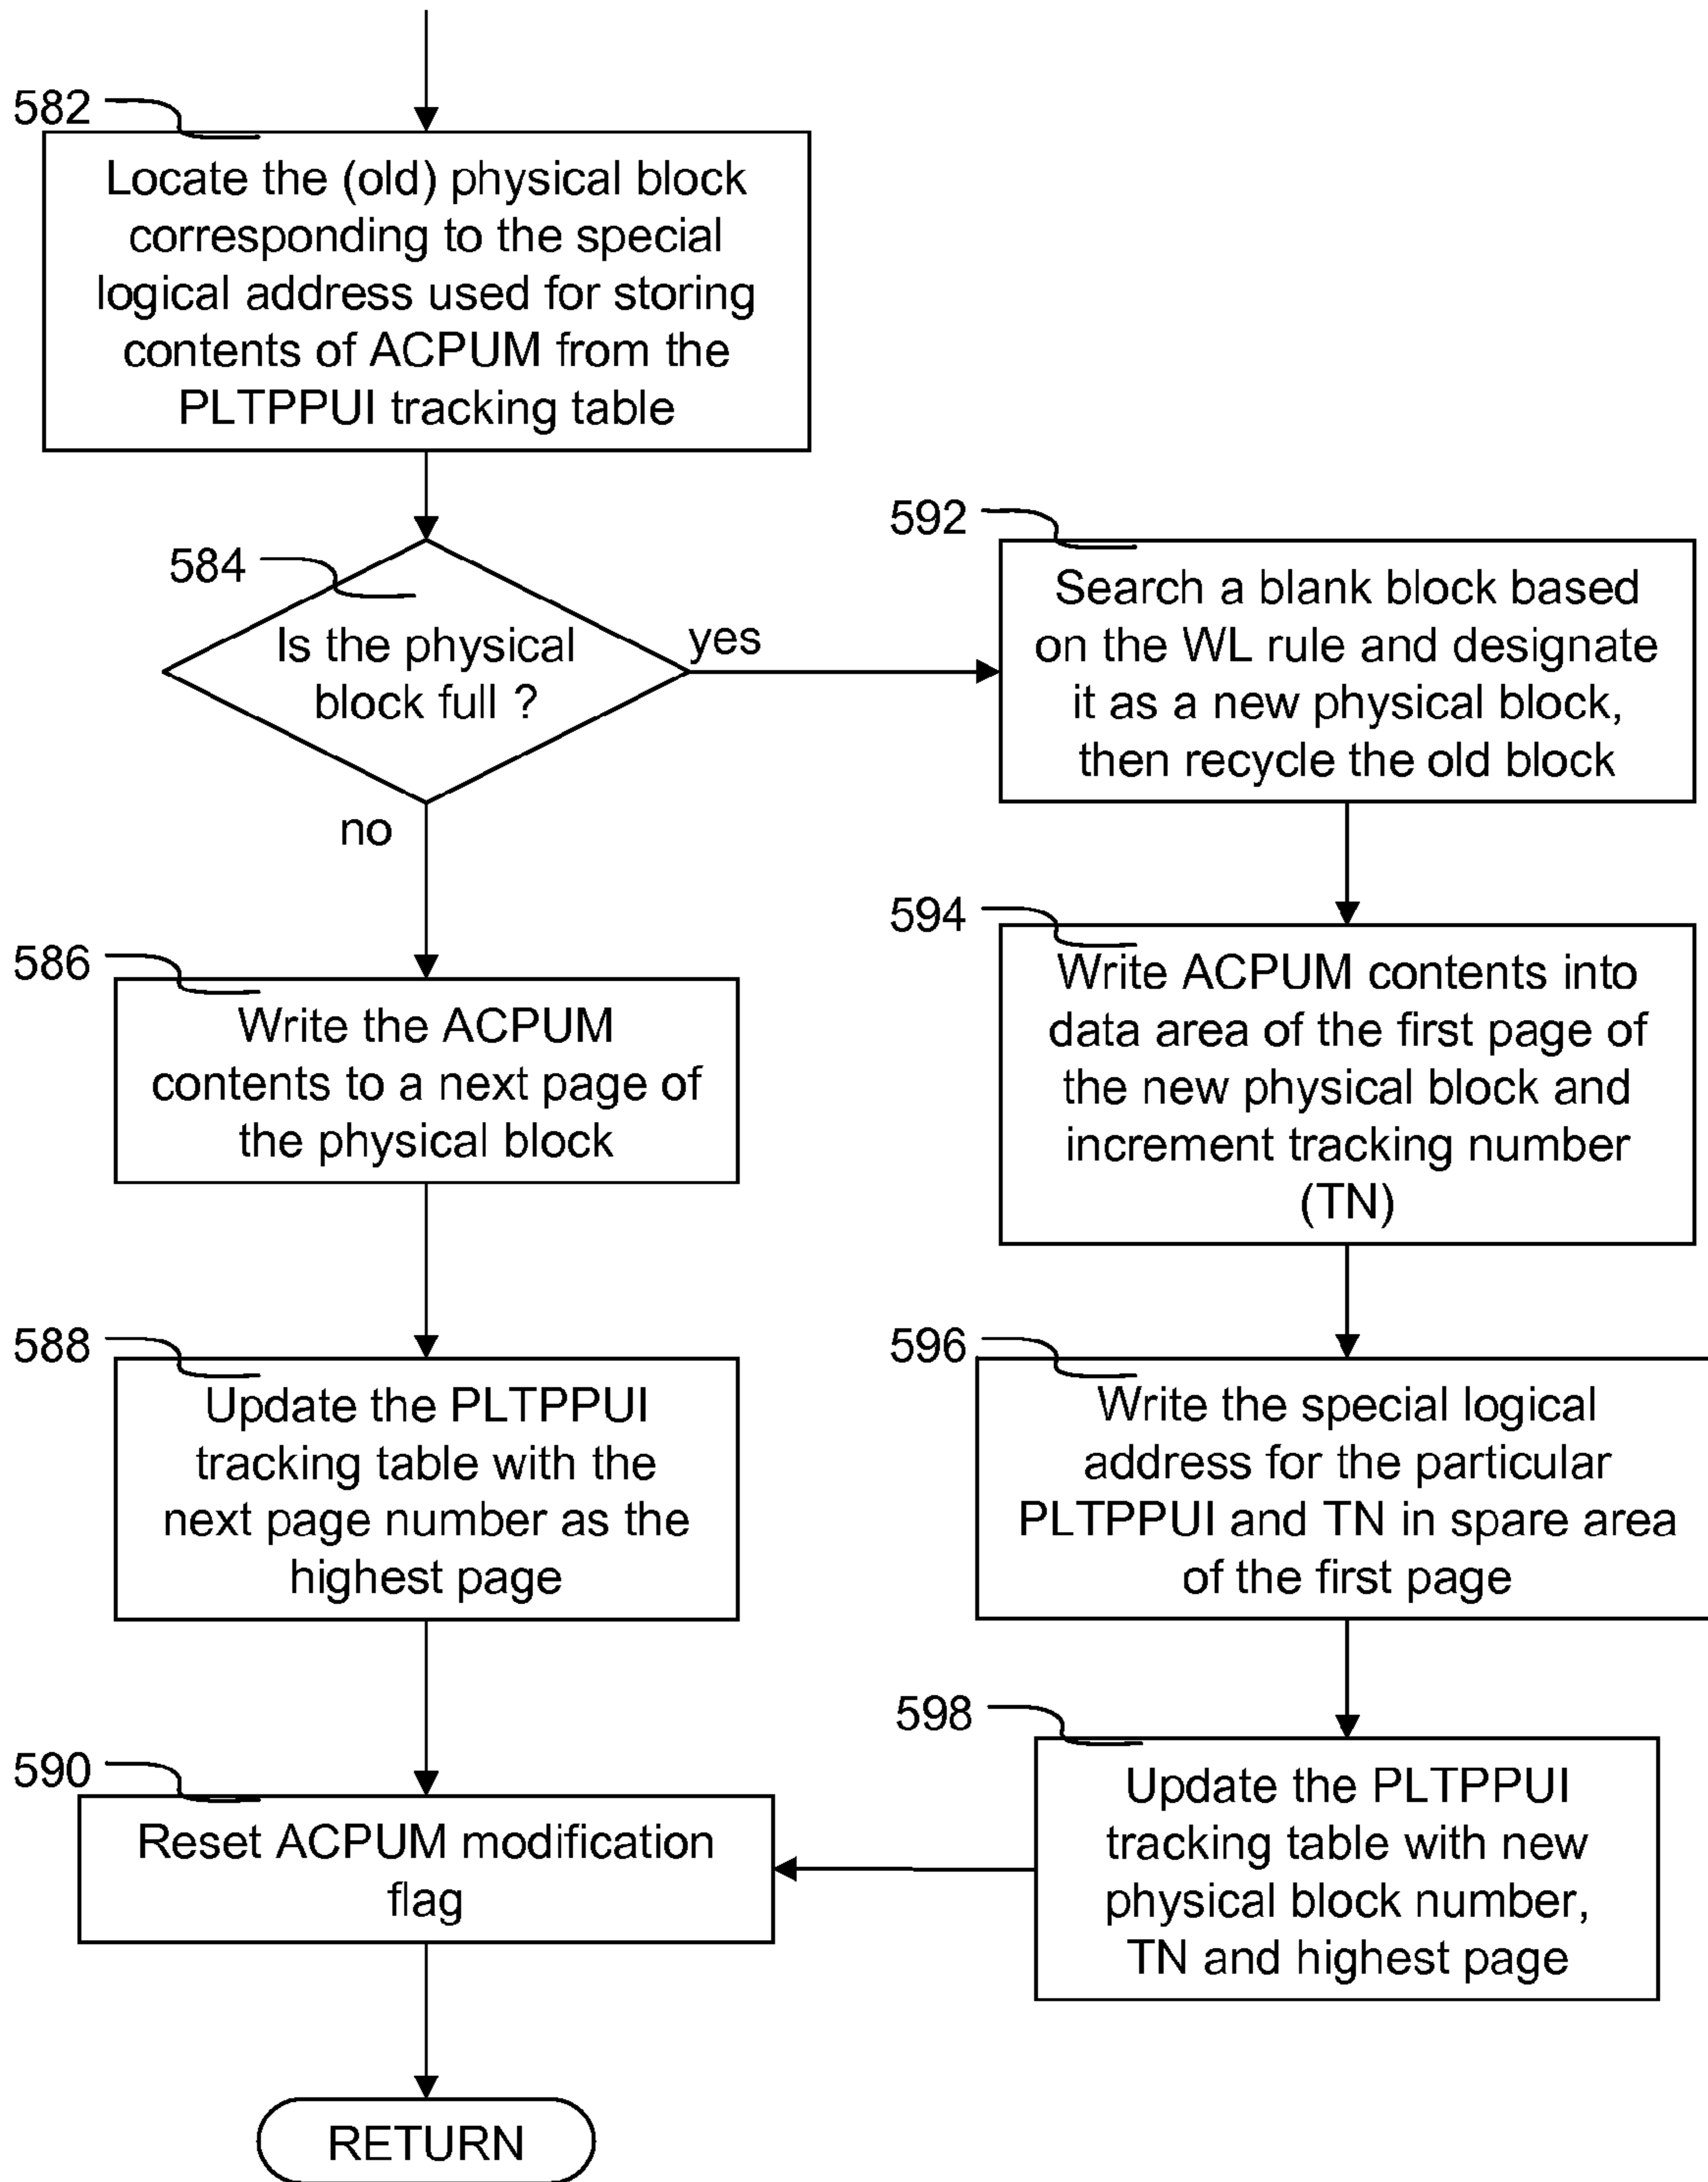 582
Locate the (old) physical block
corresponding to the special
logical address used for storing
contents of ACPUM from the
PLTPPUI tracking table
584
Is the physical
block full ?
yes
no
592
Search a blank block based
on the WL rule and designate
it as a new physical block,
then recycle the old block
586
Write the ACPUM
contents to a next page of
the physical block
594
Write ACPUM contents into
data area of the first page of
the new physical block and
increment tracking number
(TN)
588
Update the PLTPPUI
tracking table with the
next page number as the
highest page
596
Write the special logical
address for the particular
PLTPPUI and TN in spare area
of the first page
598
Update the PLTPPUI
tracking table with new
physical block number,
TN and highest page
590
Reset ACPUM modification
flag
RETURN